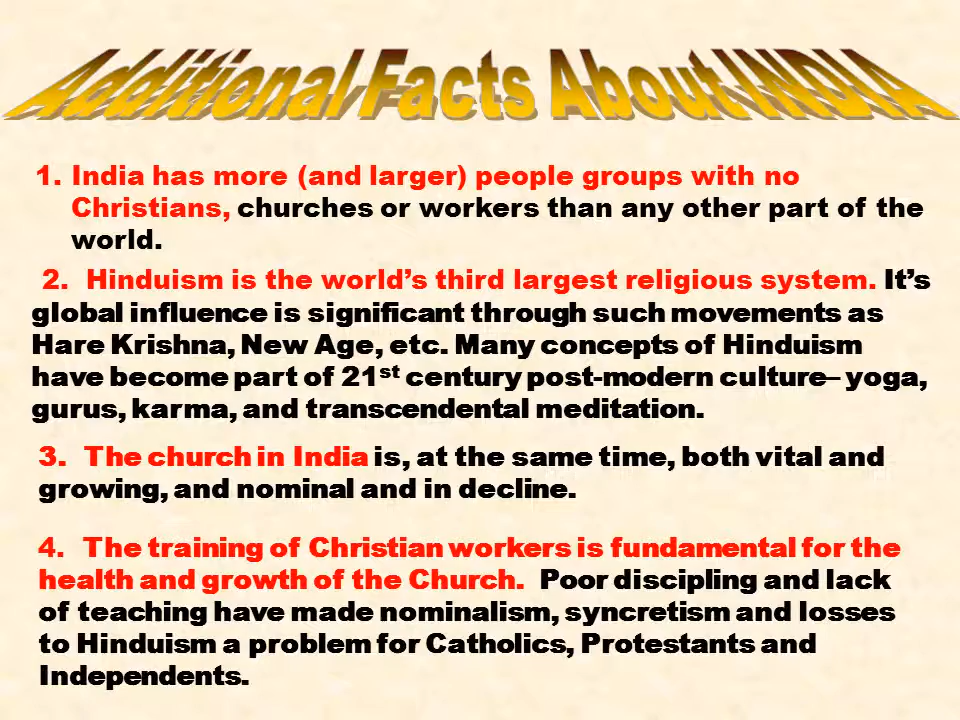 Additional Facts About INDIA
1. India has more (and larger) people groups with no
Christians, churches or workers than any other part of the
world.
2. Hinduism is the world’s third largest religious system. It’s
global influence is significant through such movements as
Hare Krishna, New Age, etc. Many concepts of Hinduism
have become part of 21st century post-modern culture– yoga,
gurus, karma, and transcendental meditation.
3. The church in India is, at the same time, both vital and
growing, and nominal and in decline.
4. The training of Christian workers is fundamental for the
health and growth of the Church. Poor discipling and lack
of teaching have made nominalism, syncretism and losses
to Hinduism a problem for Catholics, Protestants and
Independents.